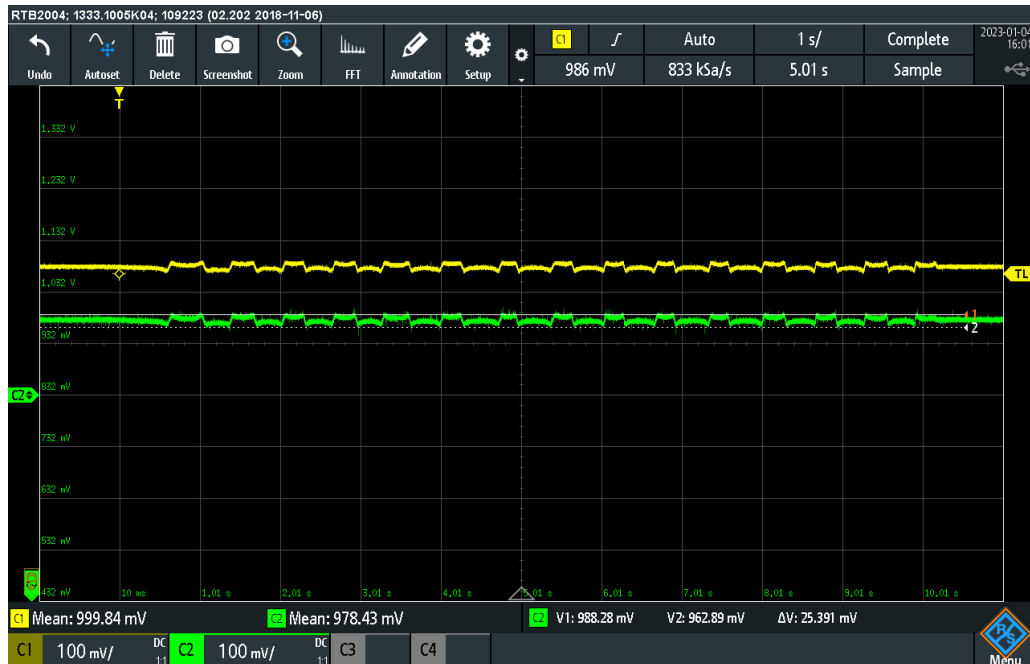 RTB2004; 1333.1005K04; 109223 (02.202 2018-11-06)
Undo Autoset Delete Screenshot Zoom FFT Annotation Setup
C1 Auto 1 s/ Complete
986 mV 833 kSa/s 5.01 s Sample
2023-01-04
16:01
T
1,332 V
1,232 V
1,132 V
1,032 V
TL
1
2
932 mV
C2 832 mV
732 mV
632 mV
532 mV
432 mV 10 ms 1,01 s 2,01 s 3,01 s 4,01 s 5,01 s 6,01 s 7,01 s 8,01 s 9,01 s 10,01 s
C1 Mean: 999.84 mV C2 Mean: 978.43 mV C2 V1: 988.28 mV V2: 962.89 mV ΔV: 25.391 mV
C1 100 mV/ DC 1:1 C2 100 mV/ DC 1:1 C3 C4
R S
Menu